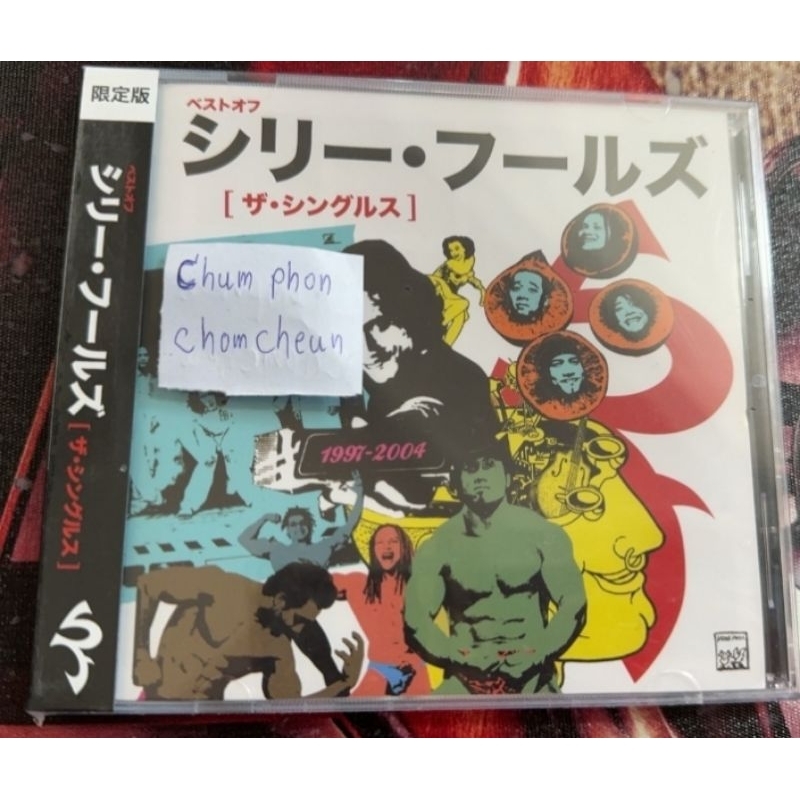 限定版
ベストオフ
シリー・フールズ
[ ザ・シングルス ]
ベストオフ
シリー・フールズ
[ ザ・シングルス ]
Chum phon
chomcheun
1997-2004